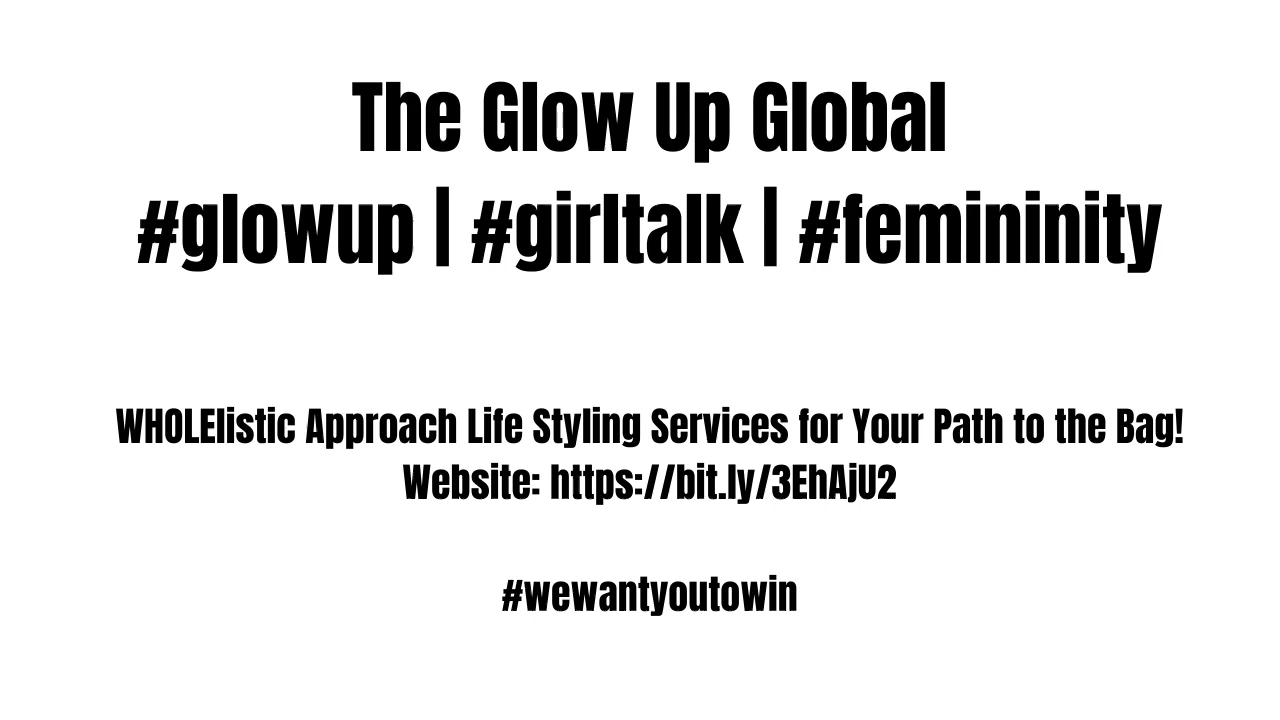 The Glow Up Global
#glowup | #girltalk | #femininity
WHOLElistic Approach Life Styling Services for Your Path to the Bag!
Website: https://bit.ly/3EhAjU2
#wewantyoutowin